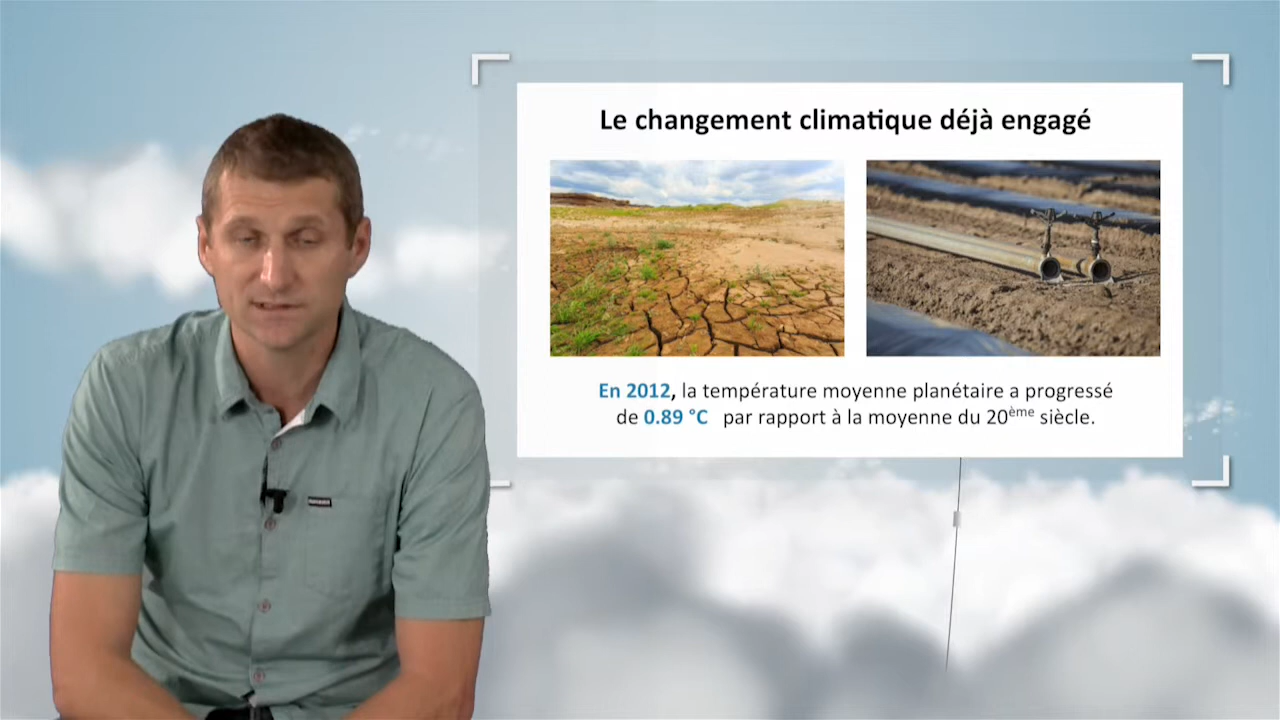 Le changement climatique déjà engagé
En 2012, la température moyenne planétaire a progressé
de 0.89 °C par rapport à la moyenne du 20ème siècle.